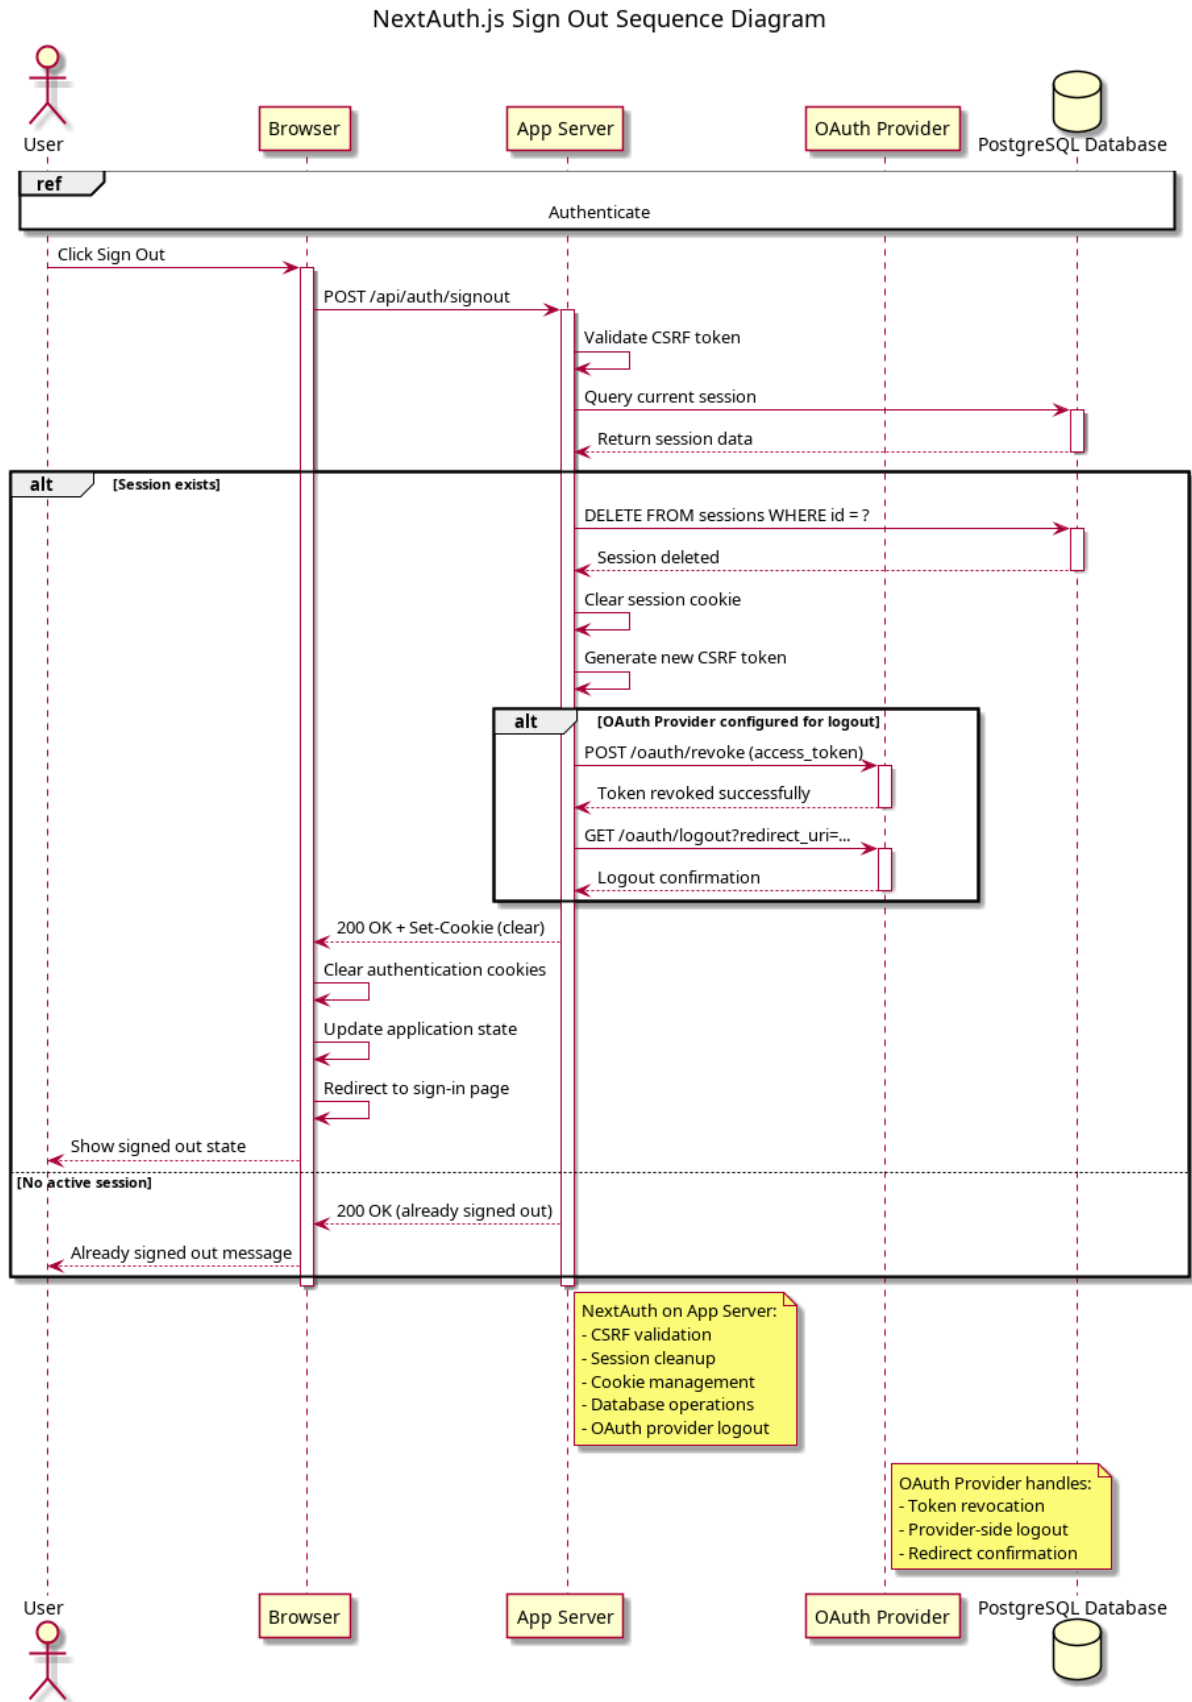 NextAuth.js Sign Out Sequence Diagram
User
Browser
App Server
OAuth Provider
PostgreSQL Database
ref
Authenticate
Click Sign Out
POST /api/auth/signout
Validate CSRF token
Query current session
Return session data
alt [Session exists]
DELETE FROM sessions WHERE id = ?
Session deleted
Clear session cookie
Generate new CSRF token
alt [OAuth Provider configured for logout]
POST /oauth/revoke (access_token)
Token revoked successfully
GET /oauth/logout?redirect_uri=...
Logout confirmation
200 OK + Set-Cookie (clear)
Clear authentication cookies
Update application state
Redirect to sign-in page
Show signed out state
[No active session]
200 OK (already signed out)
Already signed out message
NextAuth on App Server:
- CSRF validation
- Session cleanup
- Cookie management
- Database operations
- OAuth provider logout
OAuth Provider handles:
- Token revocation
- Provider-side logout
- Redirect confirmation
User
Browser
App Server
OAuth Provider
PostgreSQL Database